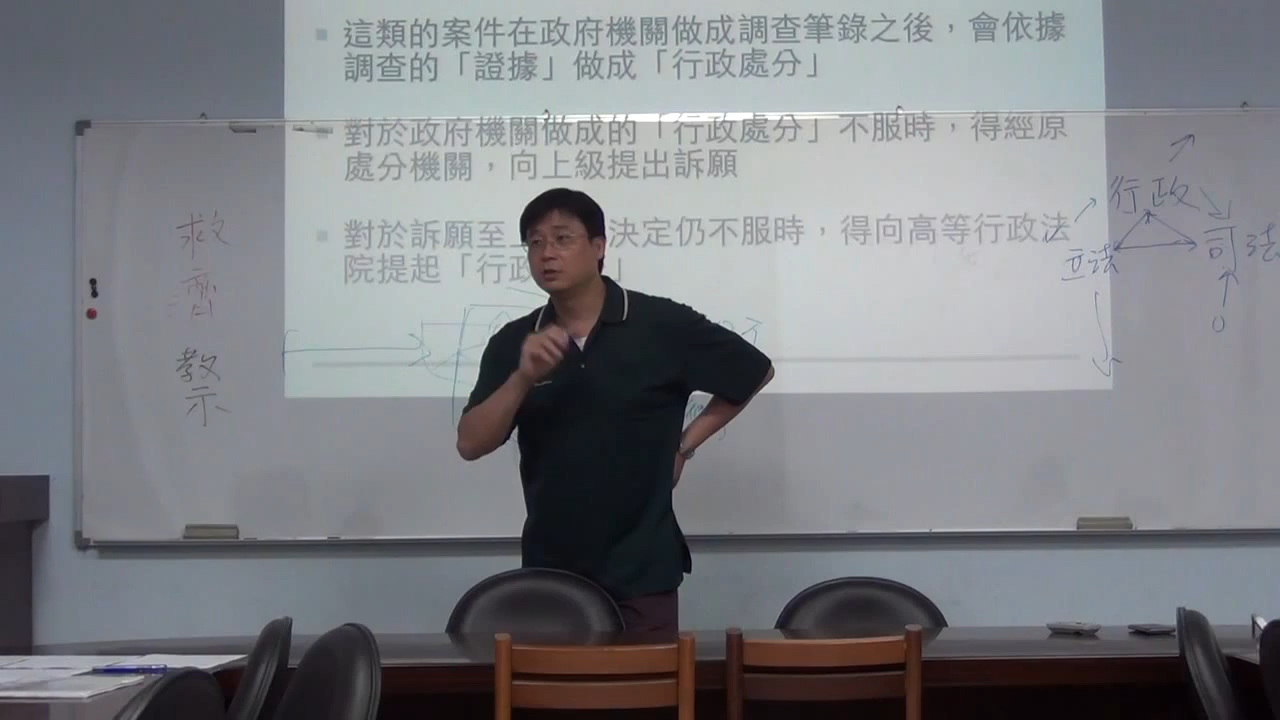 這類的案件在政府機關做成調查筆錄之後，會依據
調查的「證據」做成「行政處分」
對於政府機關做成的「行政處分」不服時，得經原
處分機關，向上級提出訴願
對於訴願至 決定仍不服時，得向高等行政法
院提起「行政 」
救濟
教示
行政
立法
司法